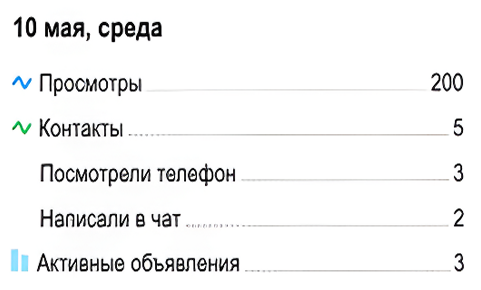 10 мая, среда
Просмотры 200
Контакты 5
Посмотрели телефон 3
Написали в чат 2
Активные объявления 3